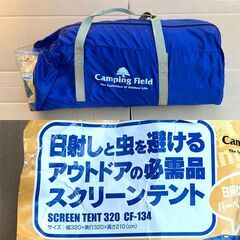 Camping Field
The Equipment of Outdoor Life
日射しと虫を避ける
アウトドアの必需品
スクリーンテント
SCREEN TENT 320 CF-134
サイズ:幅320×奥行320×高さ210(cm)